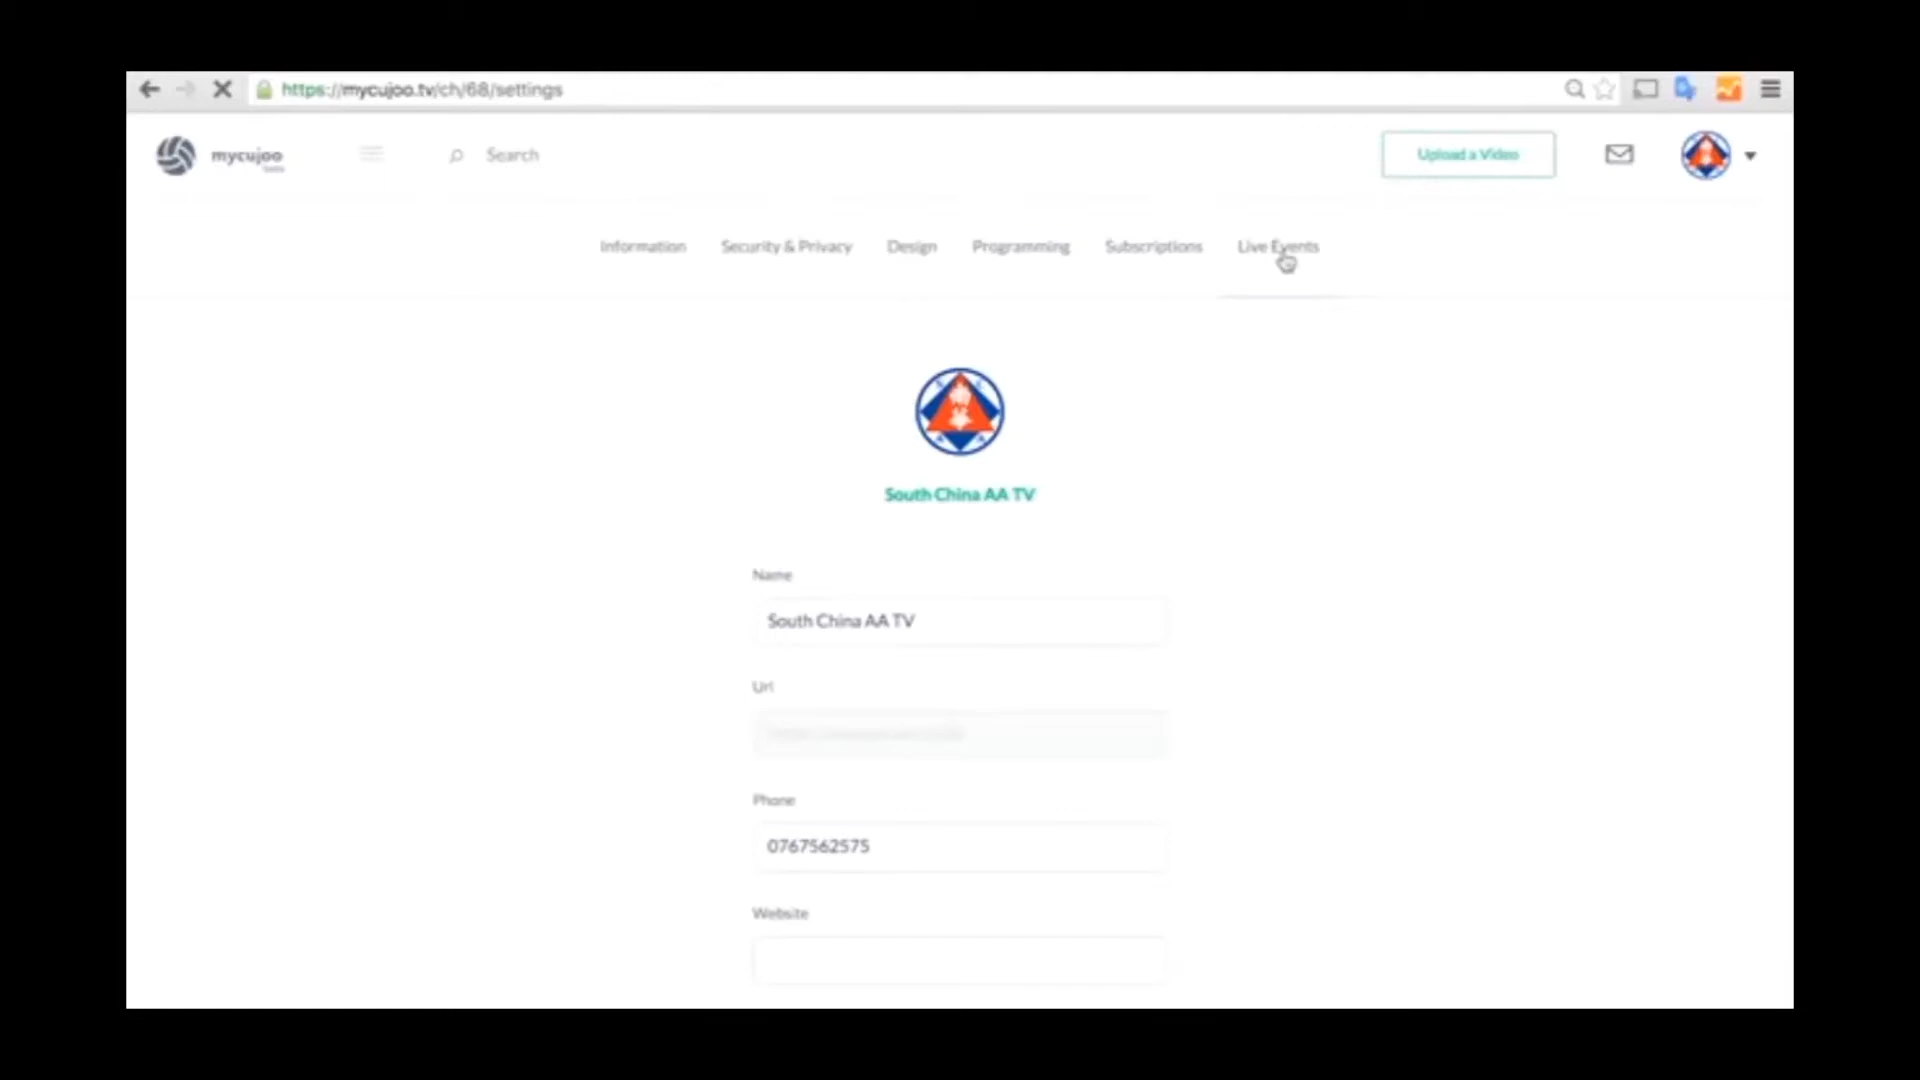 https://mycujoo.tv/ch/68/settings
mycujoo
Search
Upload a Video
Information
Security & Privacy
Design
Programming
Subscriptions
Live Events
South China AA TV
Name
South China AA TV
Url
Phone
0767562575
Website